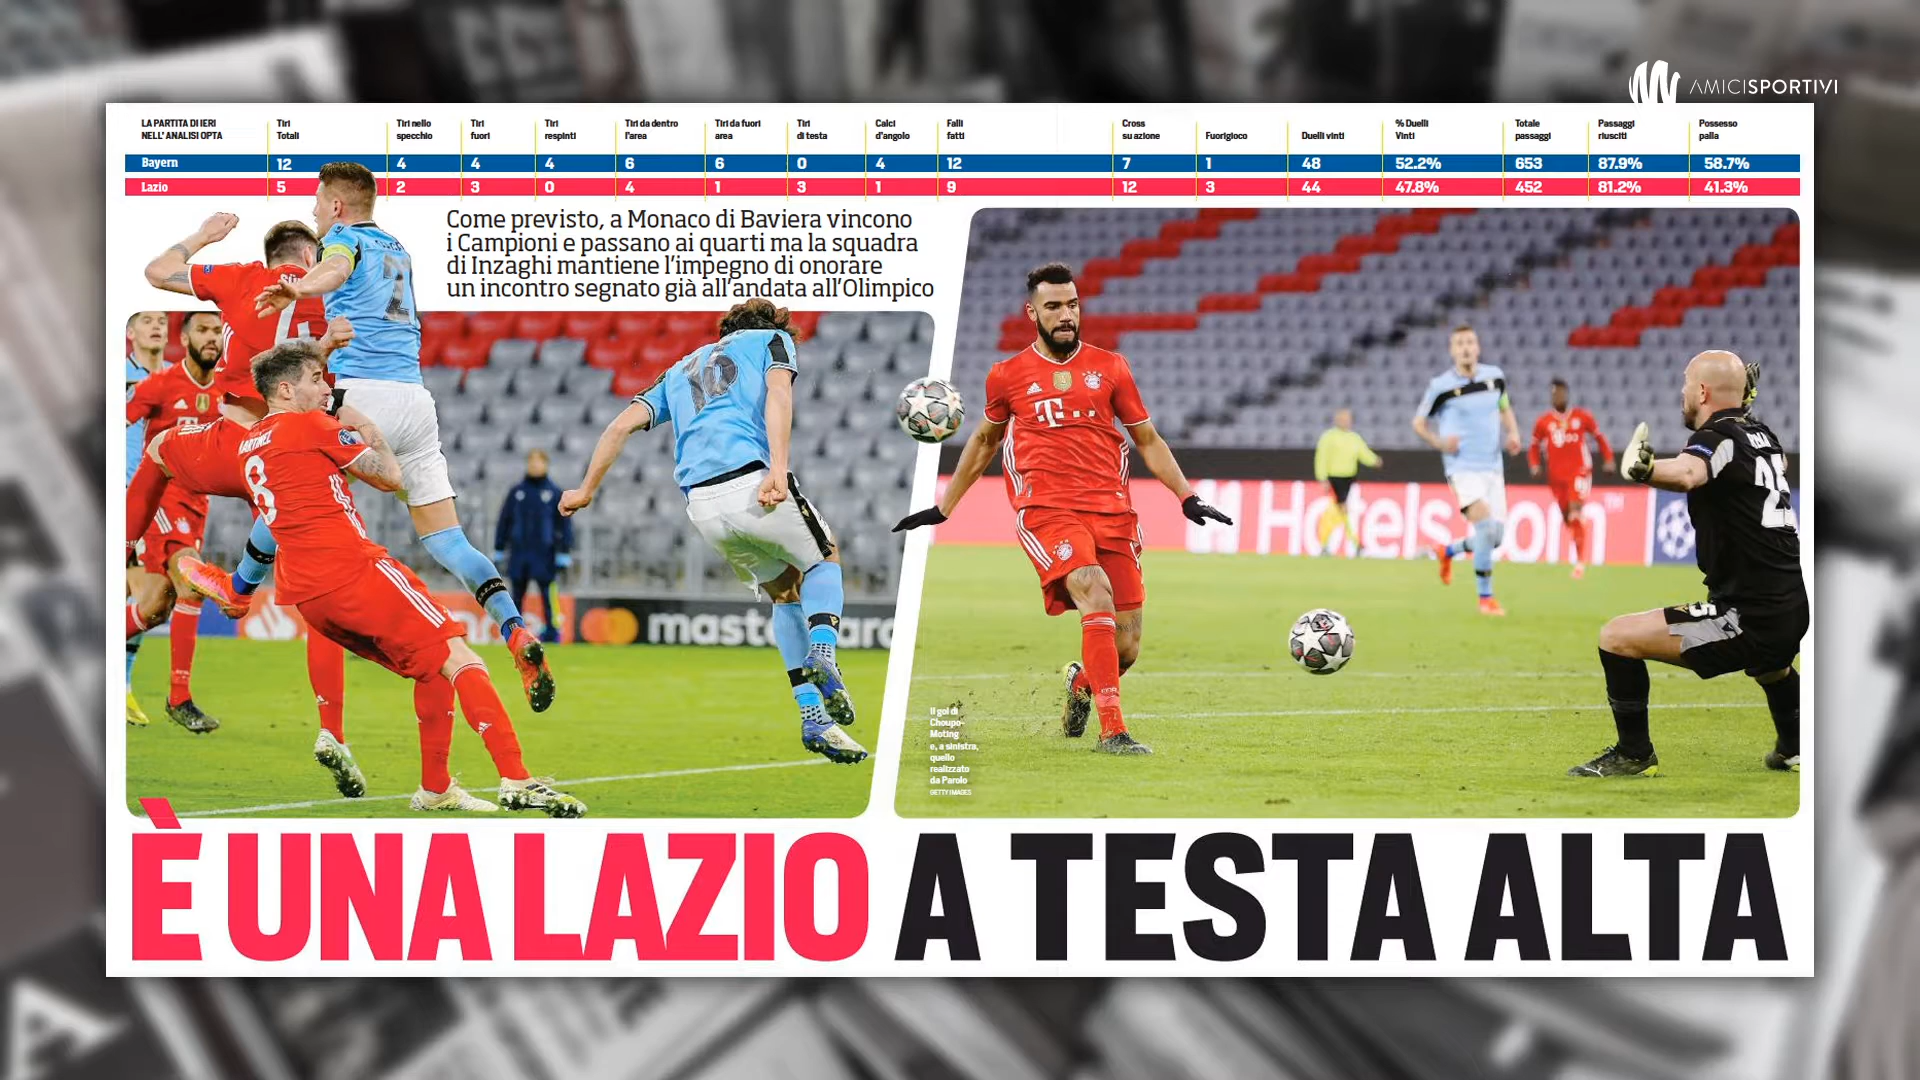 AMICISPORTIVI
LA PARTITA DI IERI
NELL'ANALISI OPTA
Tiri
Totali
Tiri nello
specchio
Tiri
fuori
Tiri
respinti
Tiri da dentro
l'area
Tiri da fuori
area
Tiri
di testa
Calci
d'angolo
Falli
fatti
Cross
su azione
Fuorigioco
Duelli vinti
% Duelli
Vinti
Totale
passaggi
Passaggi
riusciti
Possesso
palla
Bayern 12 4 4 4 6 6 0 4 12 7 1 48 52.2% 653 87.9% 58.7%
Lazio 5 2 3 0 4 1 3 1 9 12 3 44 47.8% 452 81.2% 41.3%
Come previsto, a Monaco di Baviera vincono
i Campioni e passano ai quarti ma la squadra
di Inzaghi mantiene l'impegno di onorare
un incontro segnato già all'andata all'Olimpico
4
8
16
T
Hotels.com
25
Il gol di
Choupo-
Moting
e, a sinistra,
quello
realizzato
da Parolo
GETTY IMAGES
È UNA LAZIO A TESTA ALTA